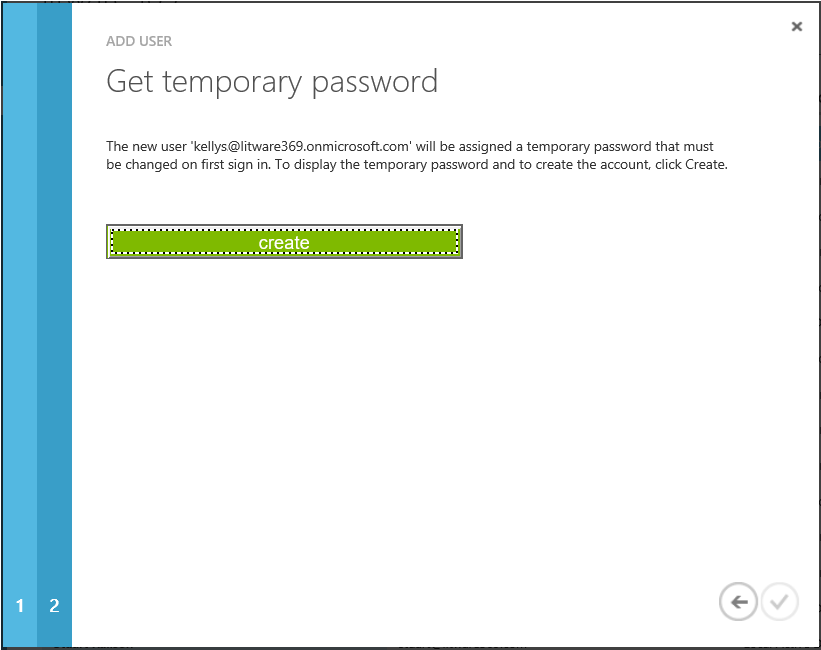 ADD USER
Get temporary password
The new user 'kellys@litware369.onmicrosoft.com' will be assigned a temporary password that must
be changed on first sign in. To display the temporary password and to create the account, click Create.
create
1 2